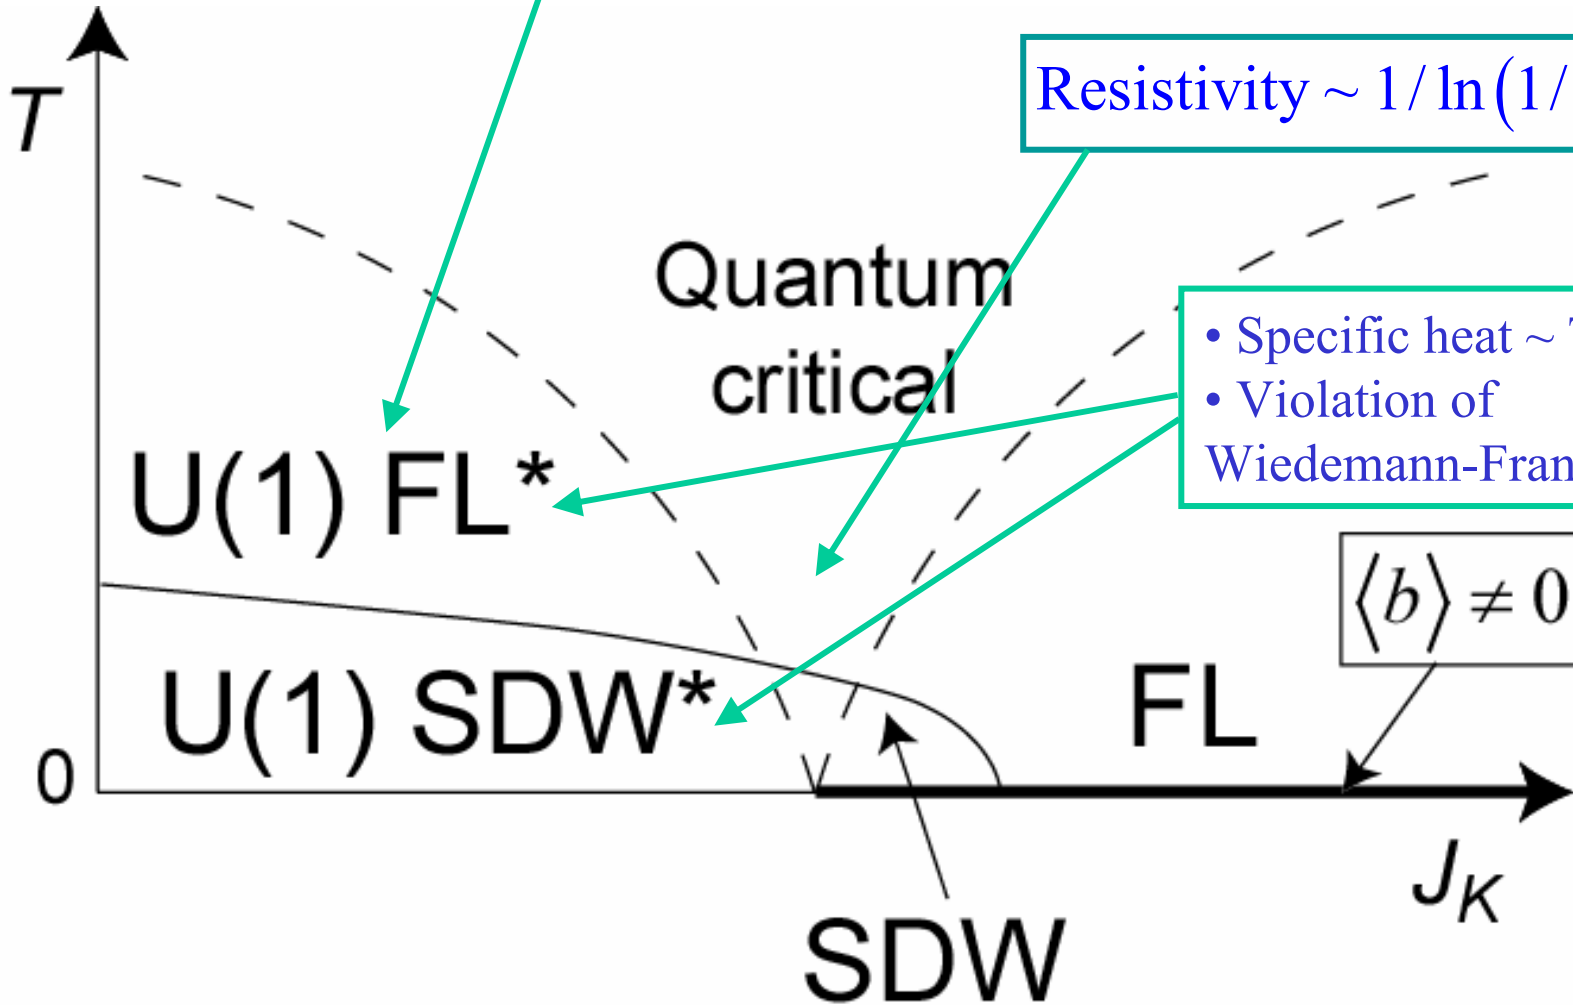 T
Resistivity ~ 1/ ln(1/
Quantum
critical
• Specific heat ~
• Violation of
Wiedemann-Fran
U(1) FL*
⟨b⟩ ≠ 0
U(1) SDW*
FL
0
J_K
SDW